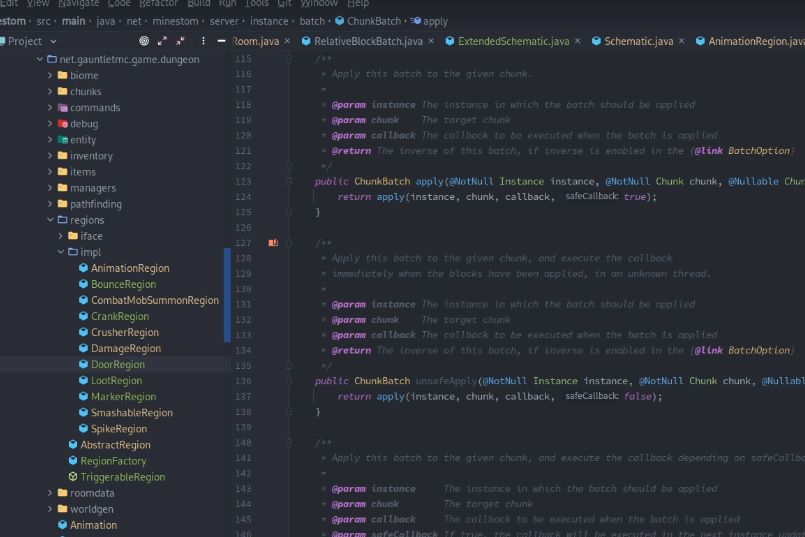 Edit View Navigate Code Refactor Build Run Tools Git Window Help
estom src main java net minestom server instance batch ChunkBatch apply
Project
Room.java RelativeBlockBatch.java ExtendedSchematic.java Schematic.java AnimationRegion.java
net.gauntletmc.game.dungeon
biome
chunks
commands
debug
entity
inventory
items
managers
pathfinding
regions
iface
impl
AnimationRegion
BounceRegion
CombatMobSummonRegion
CrankRegion
CrusherRegion
DamageRegion
DoorRegion
LootRegion
MarkerRegion
SmashableRegion
SpikeRegion
AbstractRegion
RegionFactory
TriggerableRegion
roomdata
worldgen
Animation
115 /**
116 * Apply this batch to the given chunk.
117 *
118 * @param instance The instance in which the batch should be applied
119 * @param chunk The target chunk
120 * @param callback The callback to be executed when the batch is applied
121 * @return The inverse of this batch, if inverse is enabled in the {@link BatchOption}
122 */
123 public ChunkBatch apply(@NotNull Instance instance, @NotNull Chunk chunk, @Nullable Chun
124 return apply(instance, chunk, callback, safeCallback: true);
125 }
126
127 /**
128 * Apply this batch to the given chunk, and execute the callback
129 * immediately when the blocks have been applied, in an unknown thread.
130 *
131 * @param instance The instance in which the batch should be applied
132 * @param chunk The target chunk
133 * @param callback The callback to be executed when the batch is applied
134 * @return The inverse of this batch, if inverse is enabled in the {@link BatchOption}
135 */
136 public ChunkBatch unsafeApply(@NotNull Instance instance, @NotNull Chunk chunk, @Nullabl
137 return apply(instance, chunk, callback, safeCallback: false);
138 }
139
140 /**
141 * Apply this batch to the given chunk, and execute the callback depending on safeCallba
142 *
143 * @param instance The instance in which the batch should be applied
144 * @param chunk The target chunk
145 * @param callback The callback to be executed when the batch is applied
146 * @param safeCallback If true, the callback will be executed in the next instance updat